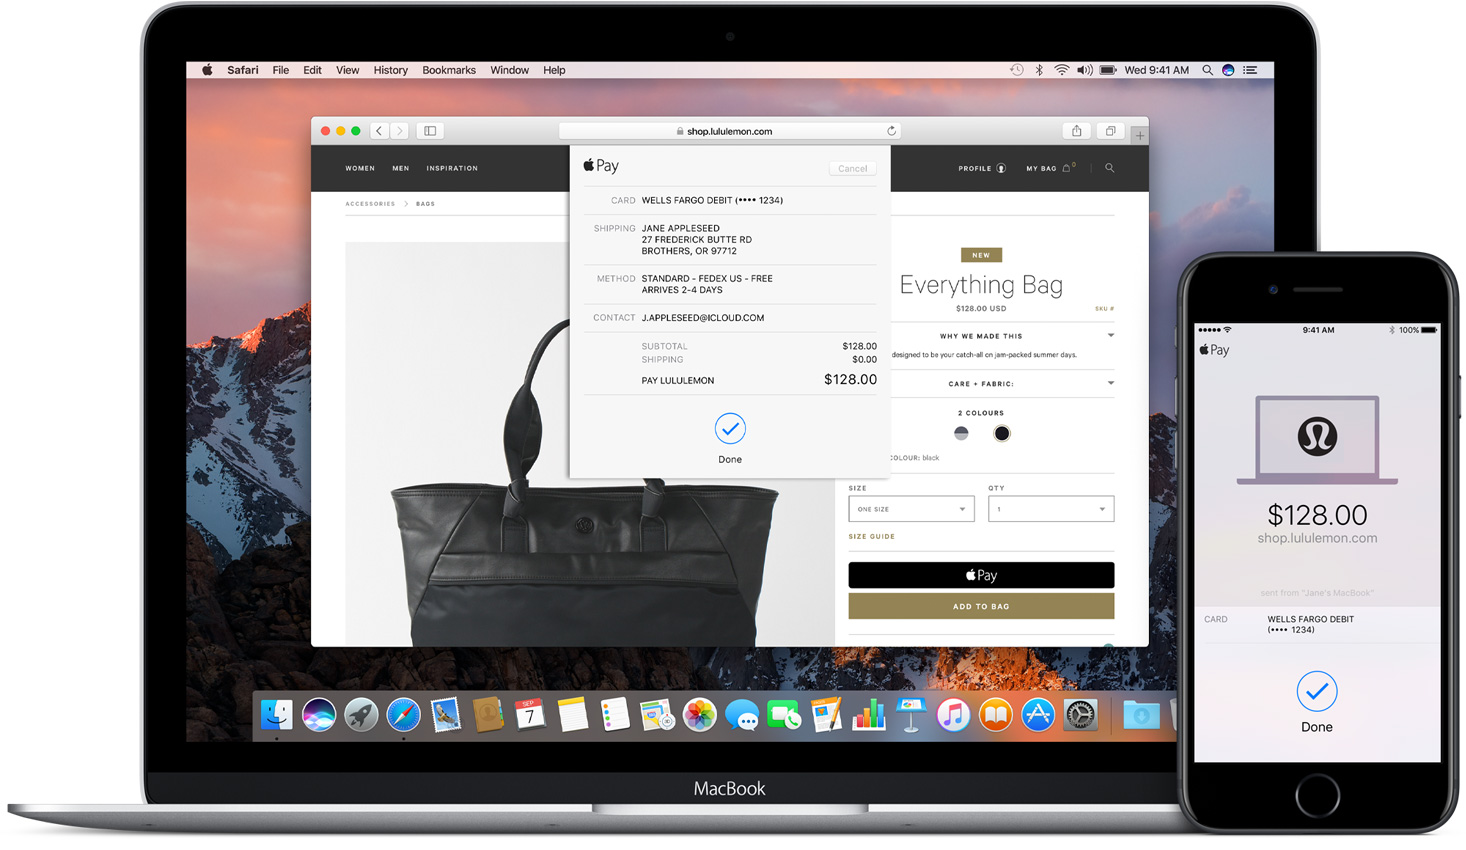 Safari File Edit View History Bookmarks Window Help
Wed 9:41 AM
shop.lululemon.com
WOMEN MEN INSPIRATION
PROFILE MY BAG 0
ACCESSORIES > BAGS
Pay
Cancel
CARD WELLS FARGO DEBIT (•••• 1234)
SHIPPING JANE APPLESEED
27 FREDERICK BUTTE RD
BROTHERS, OR 97712
METHOD STANDARD - FEDEX US - FREE
ARRIVES 2-4 DAYS
CONTACT J.APPLESEED@ICLOUD.COM
SUBTOTAL $128.00
SHIPPING $0.00
PAY LULULEMON $128.00
Done
NEW
Everything Bag
$128.00 USD
SKU #
WHY WE MADE THIS
designed to be your catch-all on jam-packed summer days.
CARE + FABRIC:
2 COLOURS
COLOUR: black
SIZE QTY
ONE SIZE 1
SIZE GUIDE
Pay
ADD TO BAG
SEP
7
MacBook
9:41 AM 100%
Pay
$128.00
shop.lululemon.com
sent from "Jane's MacBook"
CARD WELLS FARGO DEBIT
(•••• 1234)
Done